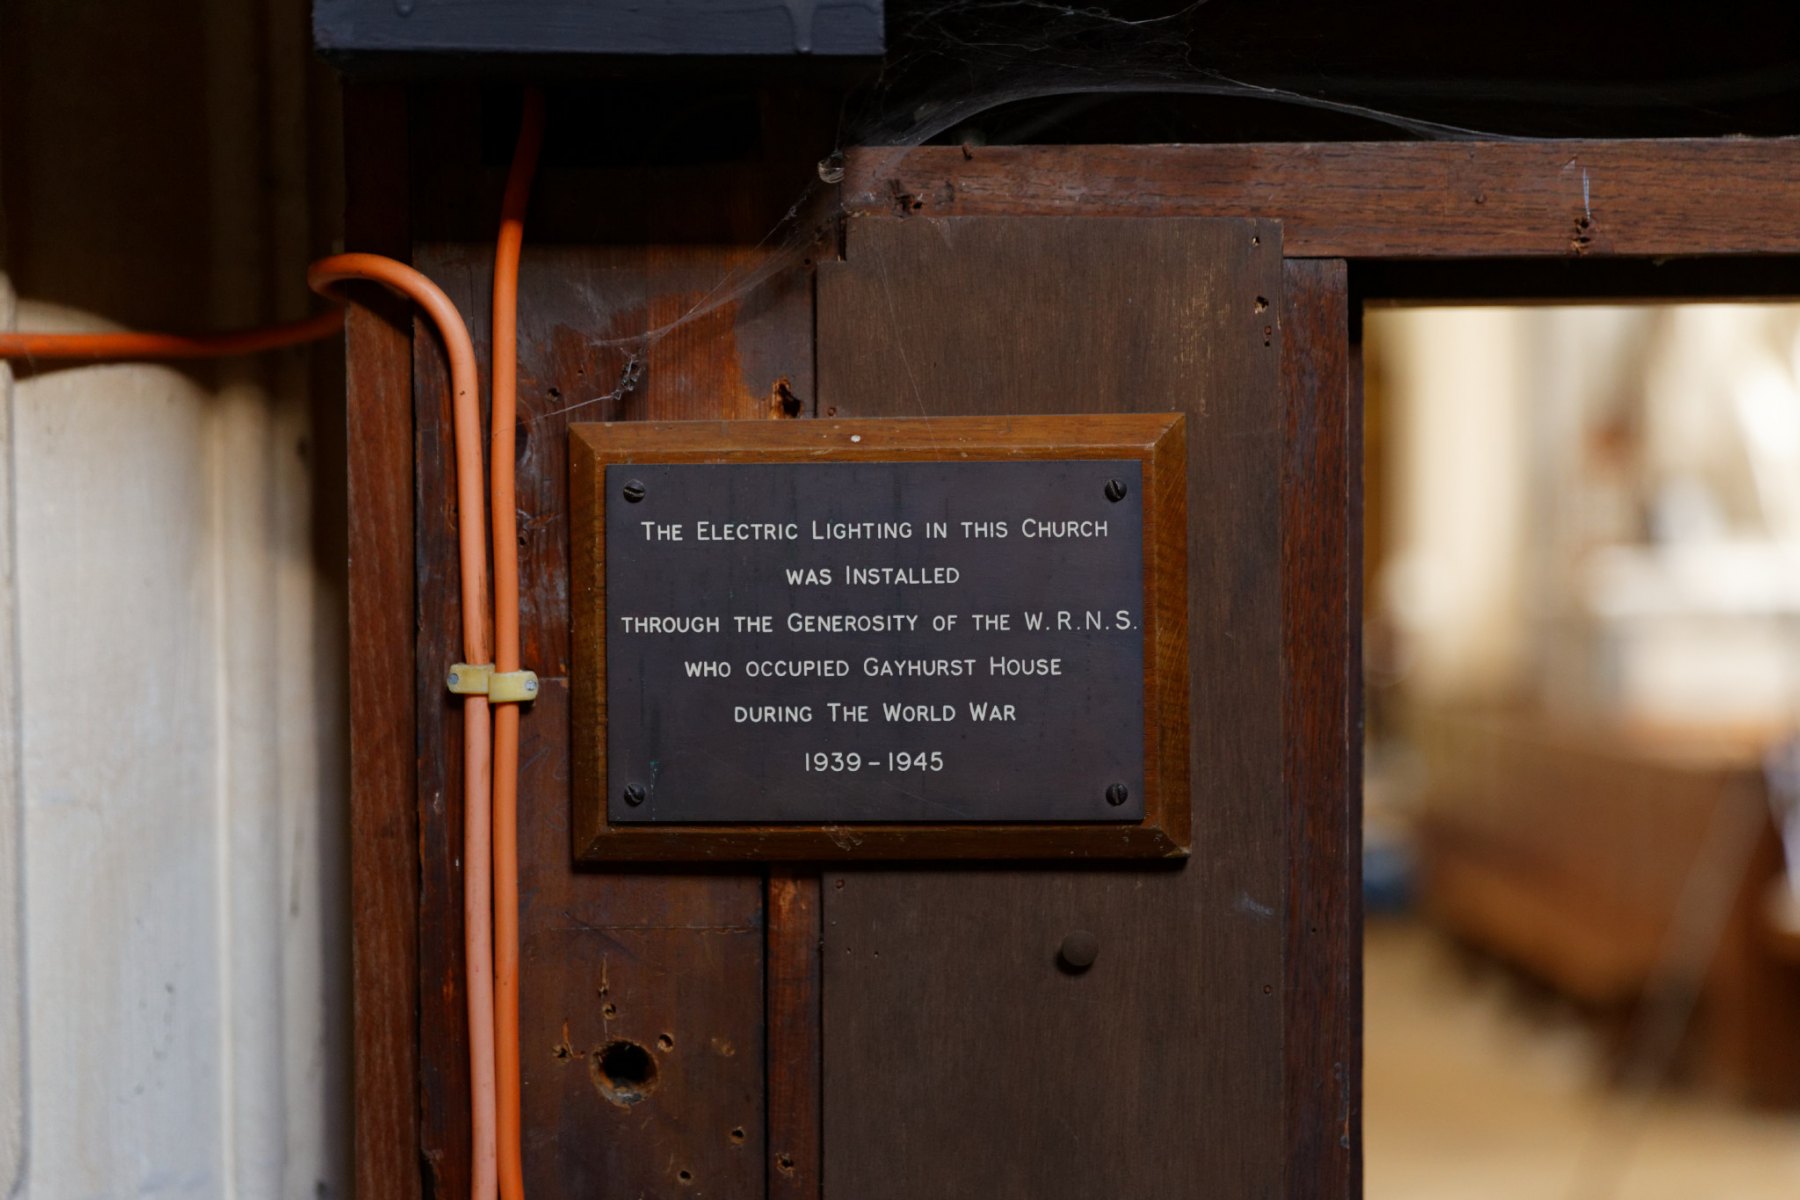 The Electric Lighting in this Church
was Installed
through the Generosity of the W.R.N.S.
who occupied Gayhurst House
during The World War
1939-1945